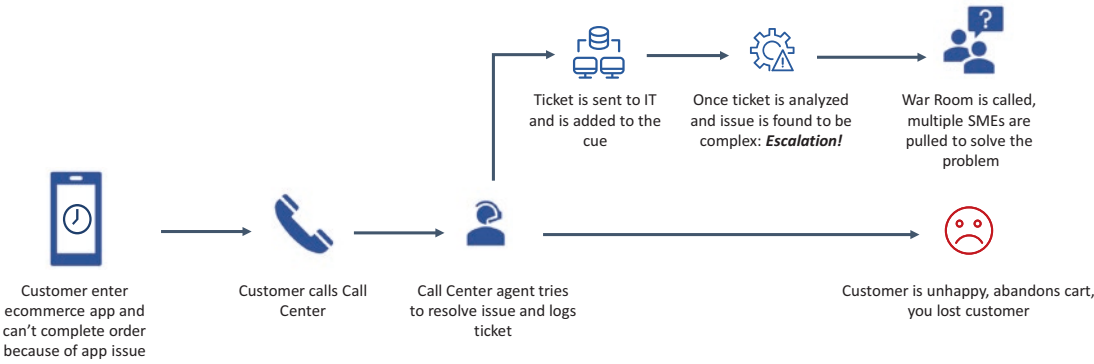 ?
Ticket is sent to IT
and is added to the
cue
Once ticket is analyzed
and issue is found to be
complex: Escalation!
War Room is called,
multiple SMEs are
pulled to solve the
problem
Customer enter
ecommerce app and
can't complete order
because of app issue
Customer calls Call
Center
Call Center agent tries
to resolve issue and logs
ticket
Customer is unhappy, abandons cart,
you lost customer